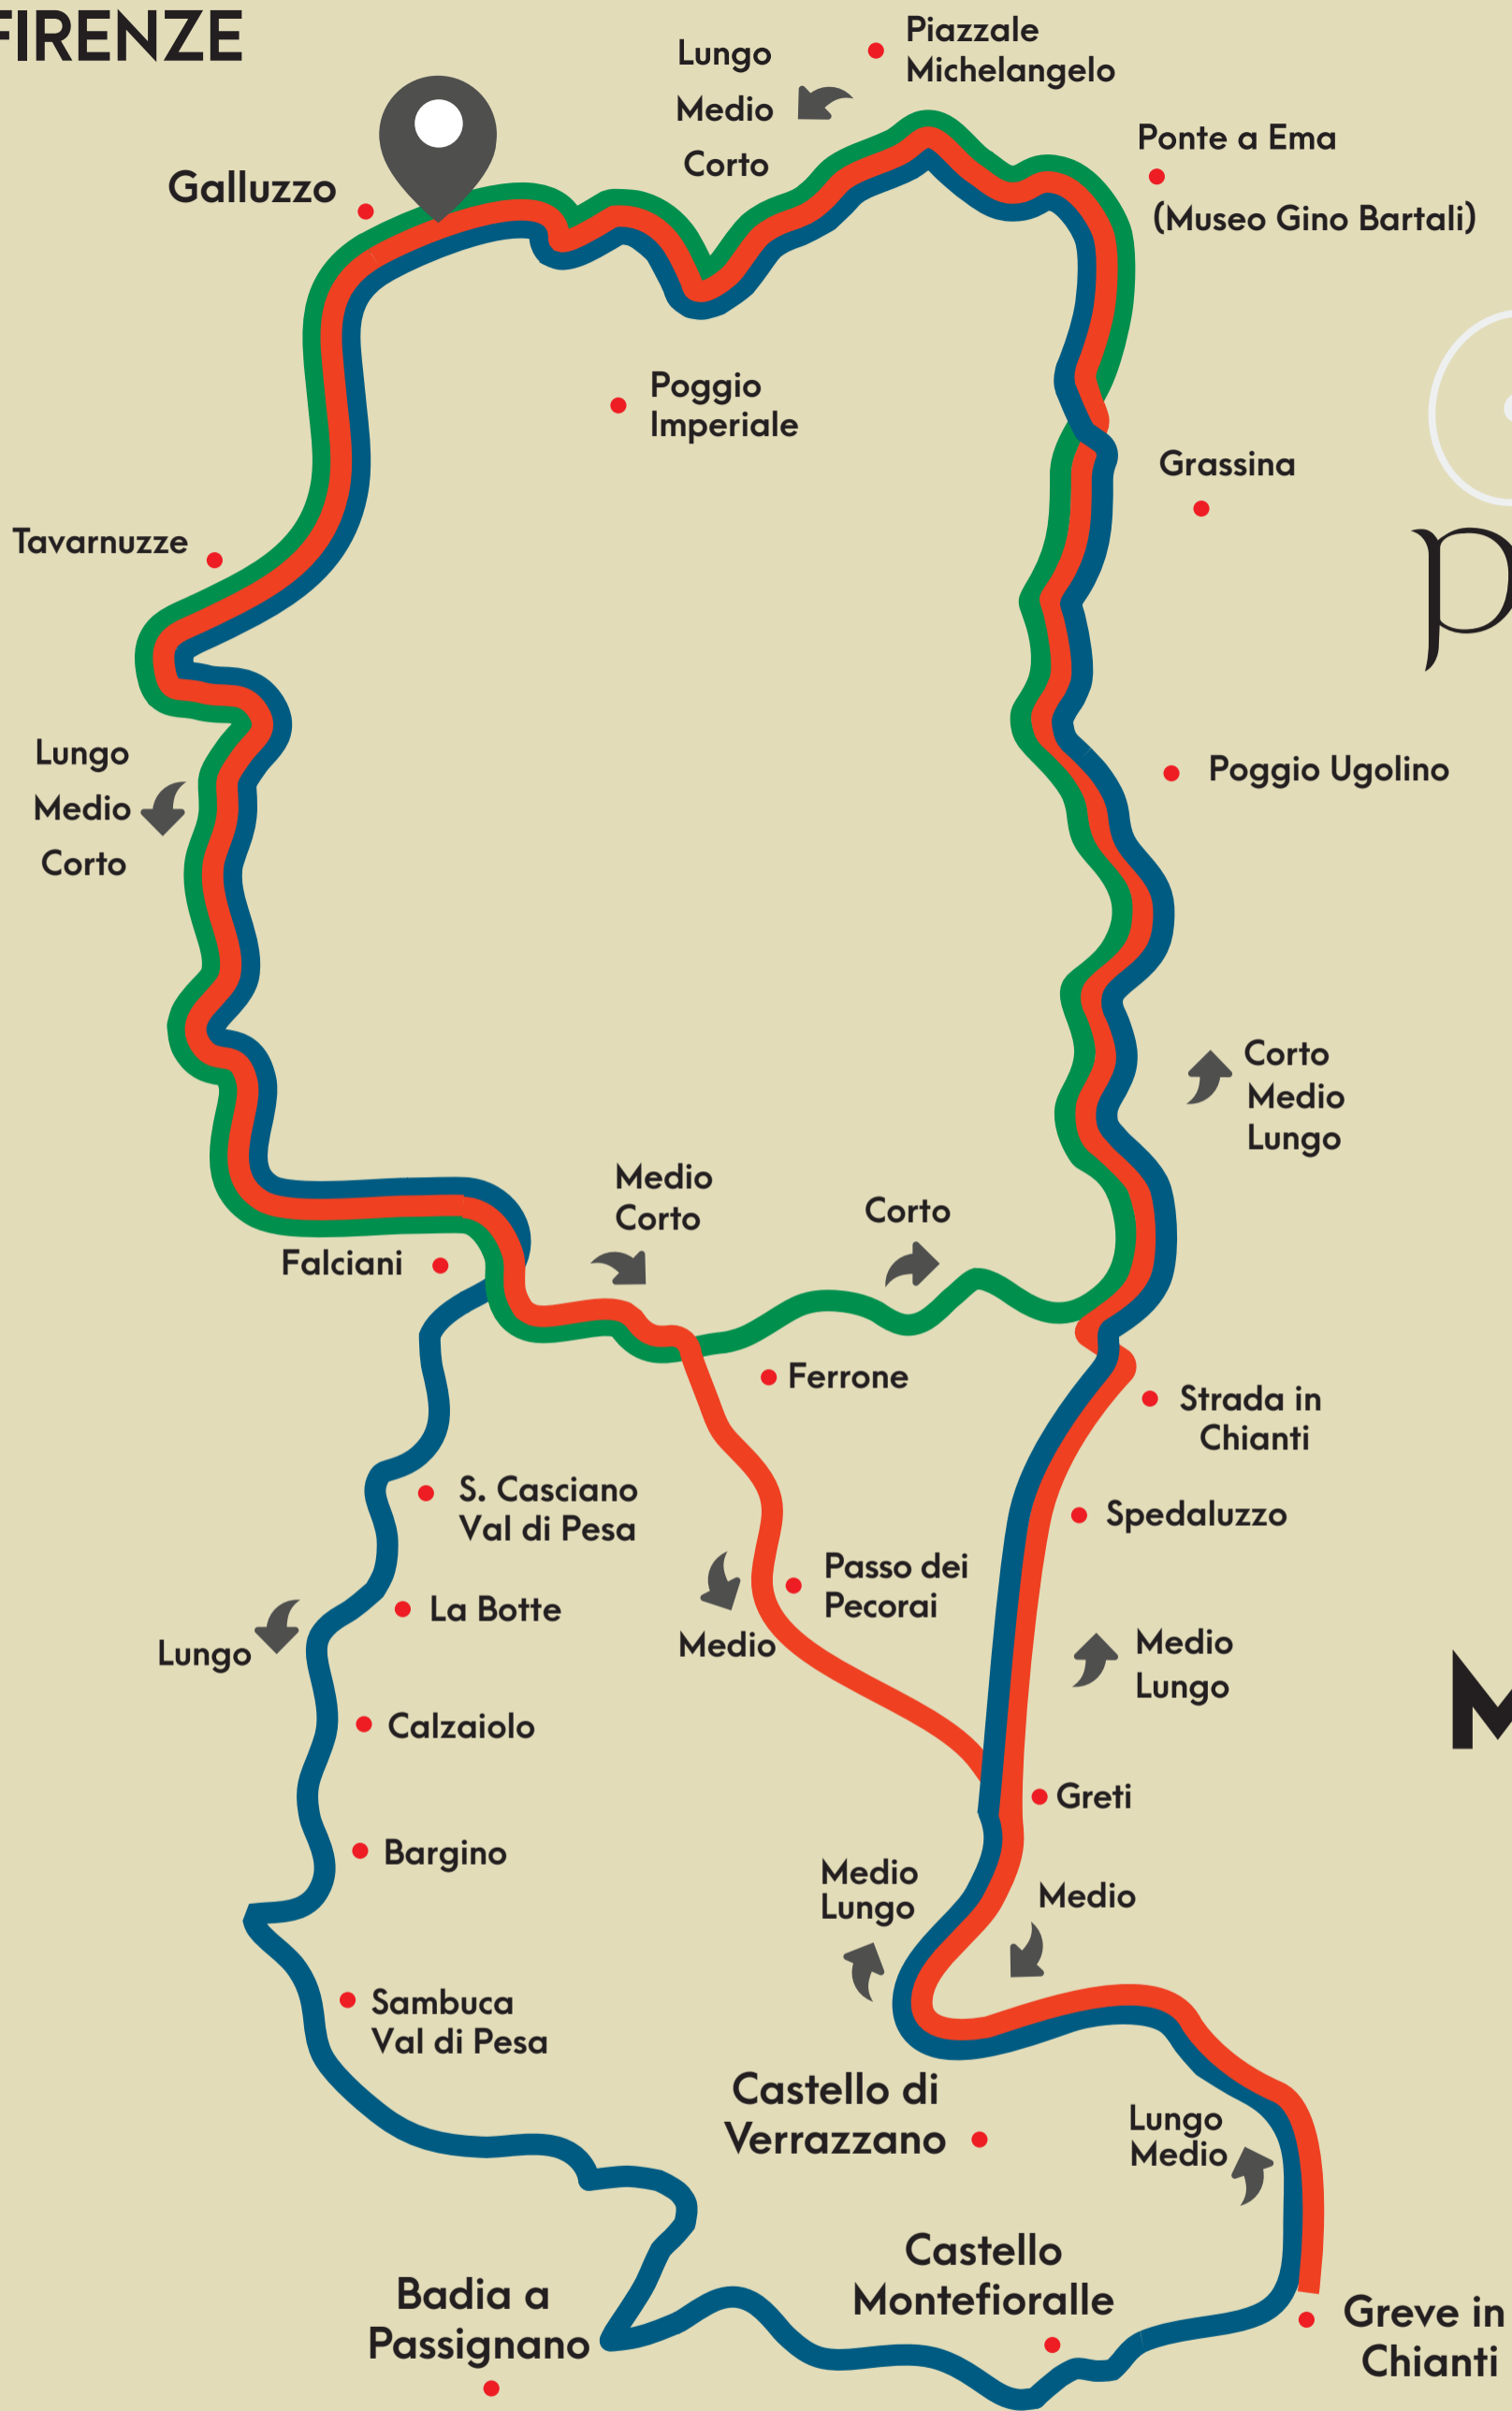 FIRENZE
Piazzale
Michelangelo
Lungo
Medio
Corto
Ponte a Ema
(Museo Gino Bartali)
Galluzzo
Poggio
Imperiale
Grassina
Tavarnuzze
Lungo
Medio
Corto
Poggio Ugolino
Corto
Medio
Lungo
Medio
Corto
Corto
Falciani
Ferrone
Strada in
Chianti
S. Casciano
Val di Pesa
Spedaluzzo
Passo dei
Pecorai
La Botte
Lungo
Medio
Medio
Lungo
Calzaiolo
Greti
Bargino
Medio
Lungo
Medio
Sambuca
Val di Pesa
Castello di
Verrazzano
Lungo
Medio
Castello
Montefioralle
Badia a
Passignano
Greve in
Chianti